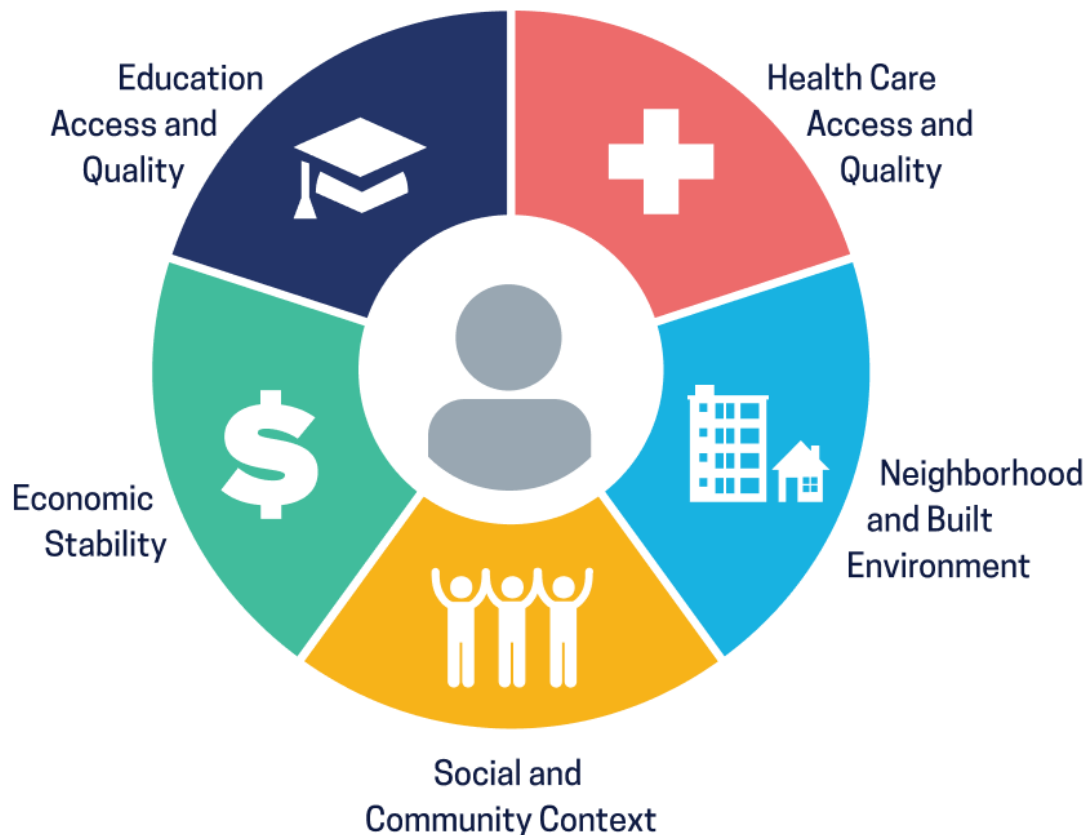 Education
Access and
Quality
Health Care
Access and
Quality
Economic
Stability
Neighborhood
and Built
Environment
Social and
Community Context